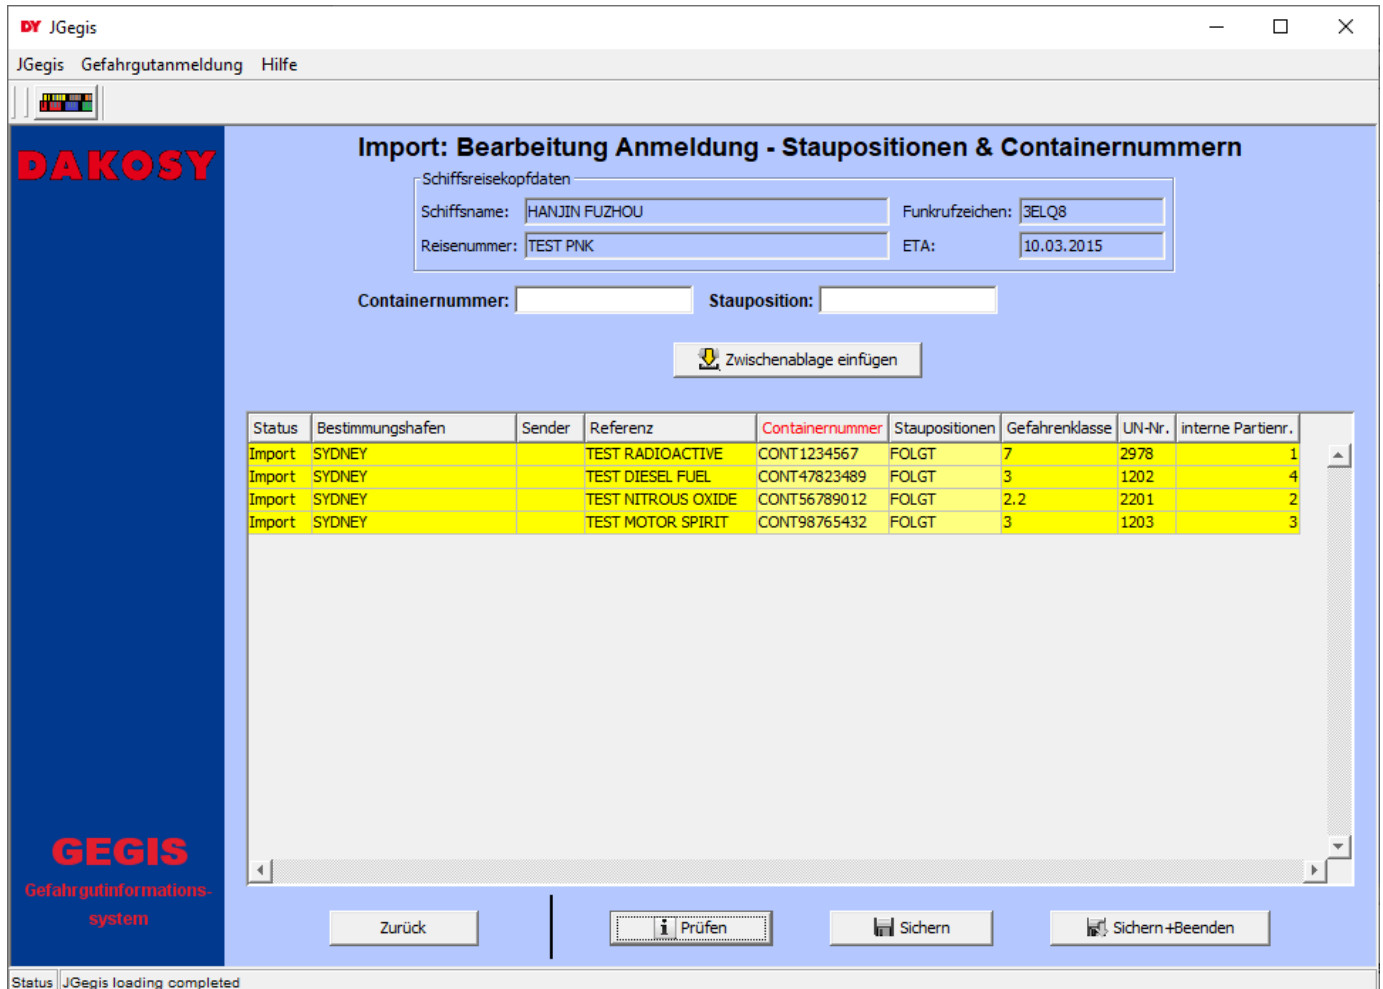 DY JGegis
JGegis Gefahrgutanmeldung Hilfe
DAKOSY
Import: Bearbeitung Anmeldung - Staupositionen & Containernummern
Schiffsreisekopfdaten
Schiffsname: HANJIN FUZHOU Funkrufzeichen: 3ELQ8
Reisenummer: TEST PNK ETA: 10.03.2015
Containernummer: Stauposition:
Zwischenablage einfügen
Status Bestimmungshafen Sender Referenz Containernummer Staupositionen Gefahrenklasse UN-Nr. interne Partienr.
Import SYDNEY TEST RADIOACTIVE CONT1234567 FOLGT 7 2978 1
Import SYDNEY TEST DIESEL FUEL CONT47823489 FOLGT 3 1202 4
Import SYDNEY TEST NITROUS OXIDE CONT56789012 FOLGT 2.2 2201 2
Import SYDNEY TEST MOTOR SPIRIT CONT98765432 FOLGT 3 1203 3
GEGIS
Gefahrgutinformations-
system
Zurück i Prüfen Sichern Sichern+Beenden
Status JGegis loading completed